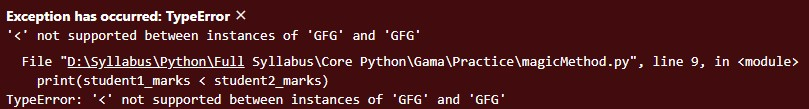 Exception has occurred: TypeError ×
'<' not supported between instances of 'GFG' and 'GFG'
File "D:\Syllabus\Python\Full Syllabus\Core Python\Gama\Practice\magicMethod.py", line 9, in <module>
print(student1_marks < student2_marks)
TypeError: '<' not supported between instances of 'GFG' and 'GFG'